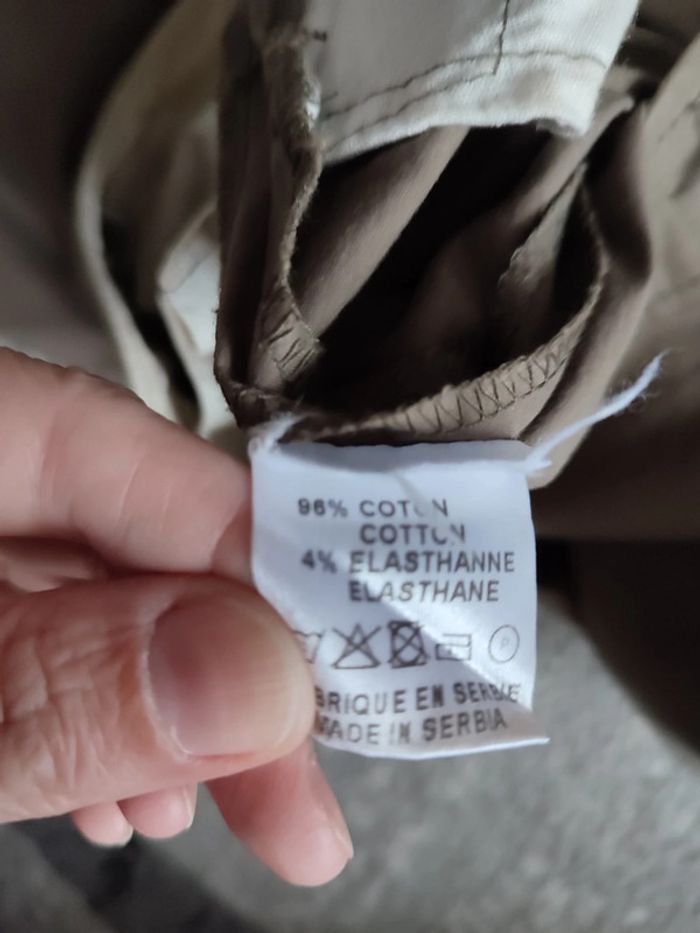 96% COTON
COTTON
4% ELASTHANNE
ELASTHANE
P
BRIQUE EN SERBIE
MADE IN SERBIA